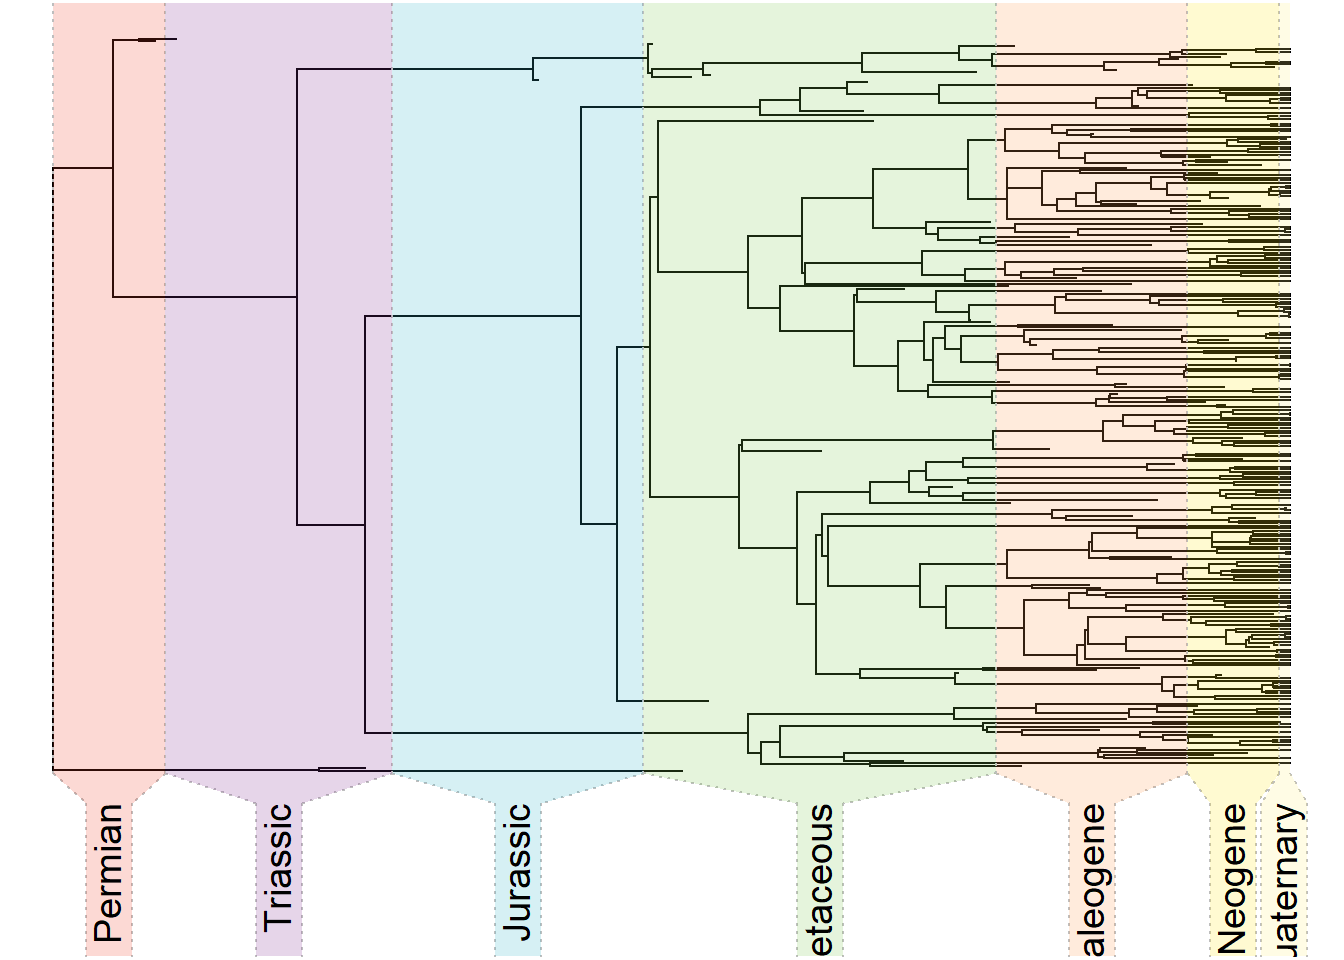 Permian
Triassic
Jurassic
etaceous
aleogene
Neogene
uaternary